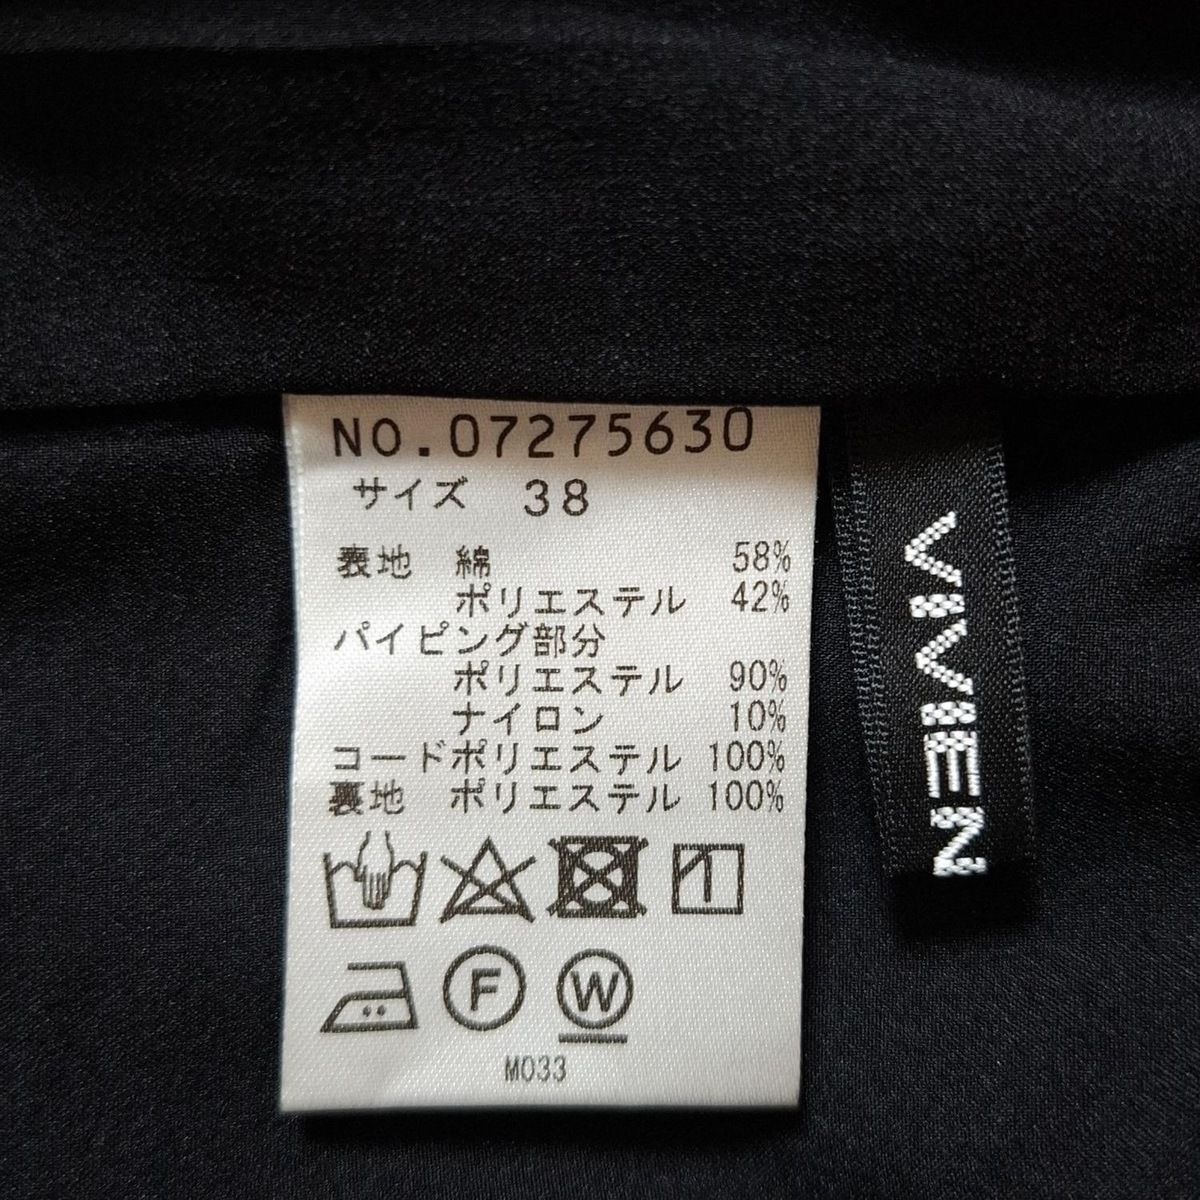 NO.07275630
サイズ 38
表地 綿 58%
ポリエステル 42%
パイピング部分
ポリエステル 90%
ナイロン 10%
コードポリエステル 100%
裏地 ポリエステル 100%
F W
M033
VIVIEN